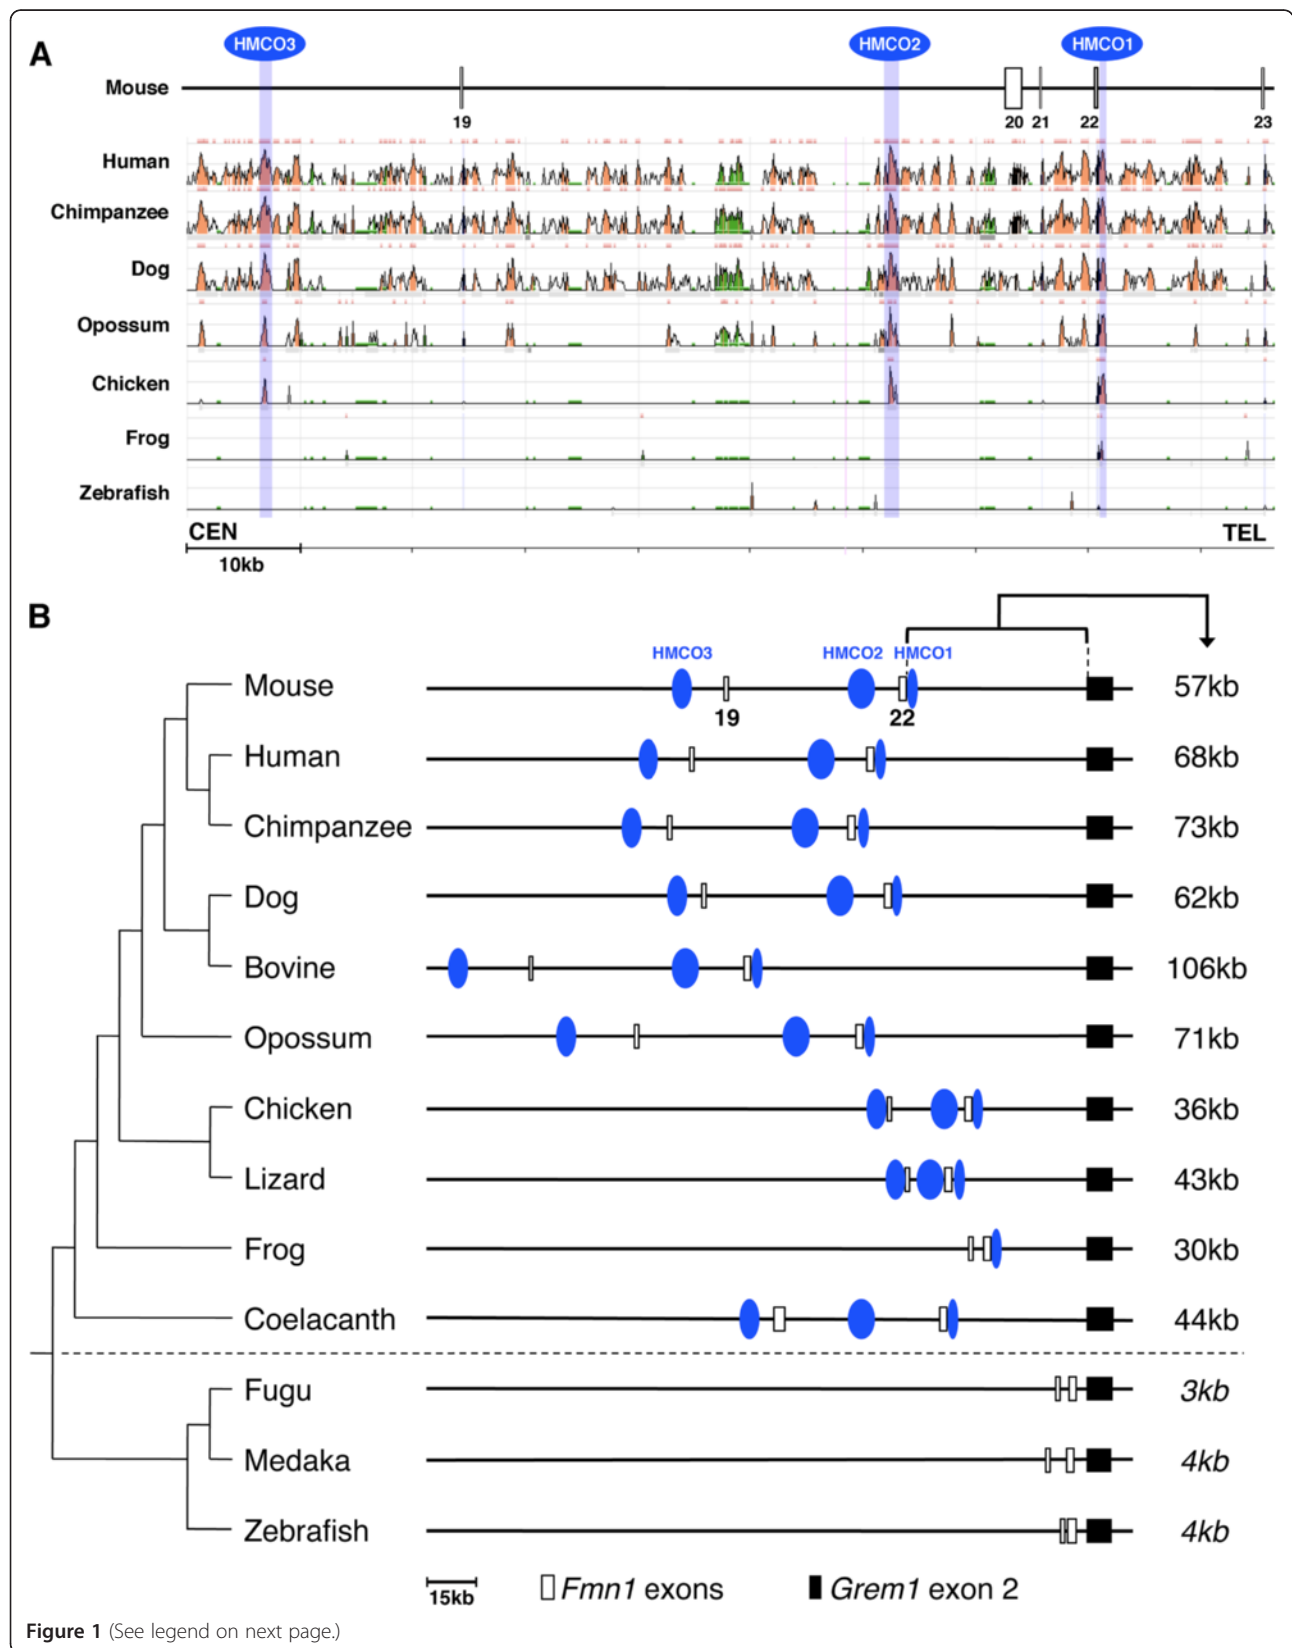 A
HMCO3 HMCO2 HMCO1
Mouse
19 20 21 22 23
Human
Chimpanzee
Dog
Opossum
Chicken
Frog
Zebrafish
CEN TEL
10kb
B
HMCO3 HMCO2 HMCO1
Mouse 57kb
19 22
Human 68kb
Chimpanzee 73kb
Dog 62kb
Bovine 106kb
Opossum 71kb
Chicken 36kb
Lizard 43kb
Frog 30kb
Coelacanth 44kb
Fugu 3kb
Medaka 4kb
Zebrafish 4kb
15kb Fmn1 exons Grem1 exon 2
Figure 1 (See legend on next page.)